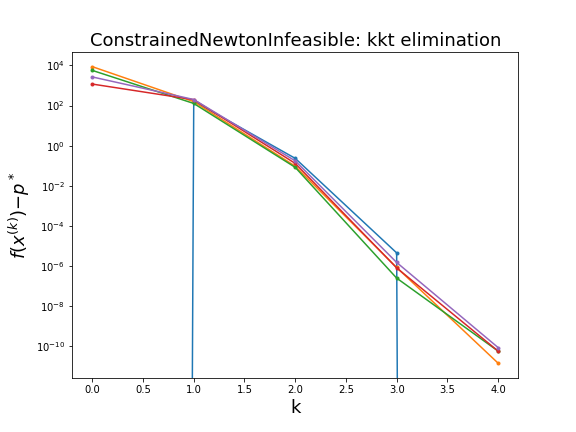 ConstrainedNewtonInfeasible: kkt elimination
f(x^(k)) − p*
10^4
10^2
10^0
10^−2
10^−4
10^−6
10^−8
10^−10
0.0 0.5 1.0 1.5 2.0 2.5 3.0 3.5 4.0
k